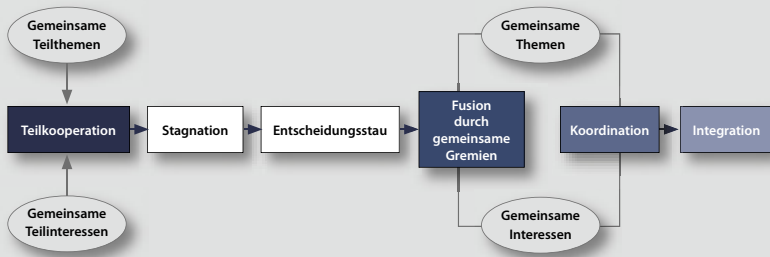 Gemeinsame
Teilthemen
Gemeinsame
Themen
Teilkooperation
Stagnation
Entscheidungsstau
Fusion
durch
gemeinsame
Gremien
Koordination
Integration
Gemeinsame
Teilinteressen
Gemeinsame
Interessen